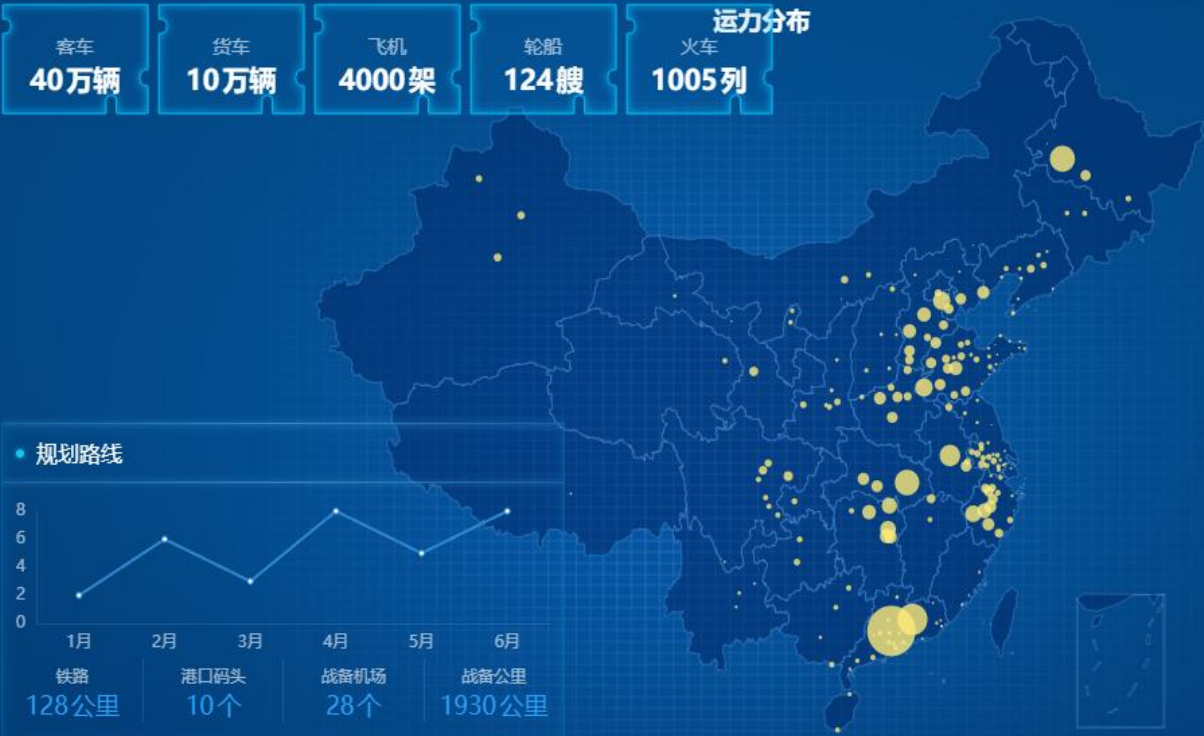 运力分布
客车 货车 飞机 轮船 火车
40万辆 10万辆 4000架 124艘 1005列
规划路线
8
6
4
2
0
1月 2月 3月 4月 5月 6月
铁路 港口码头 战备机场 战备公里
128公里 10个 28个 1930公里